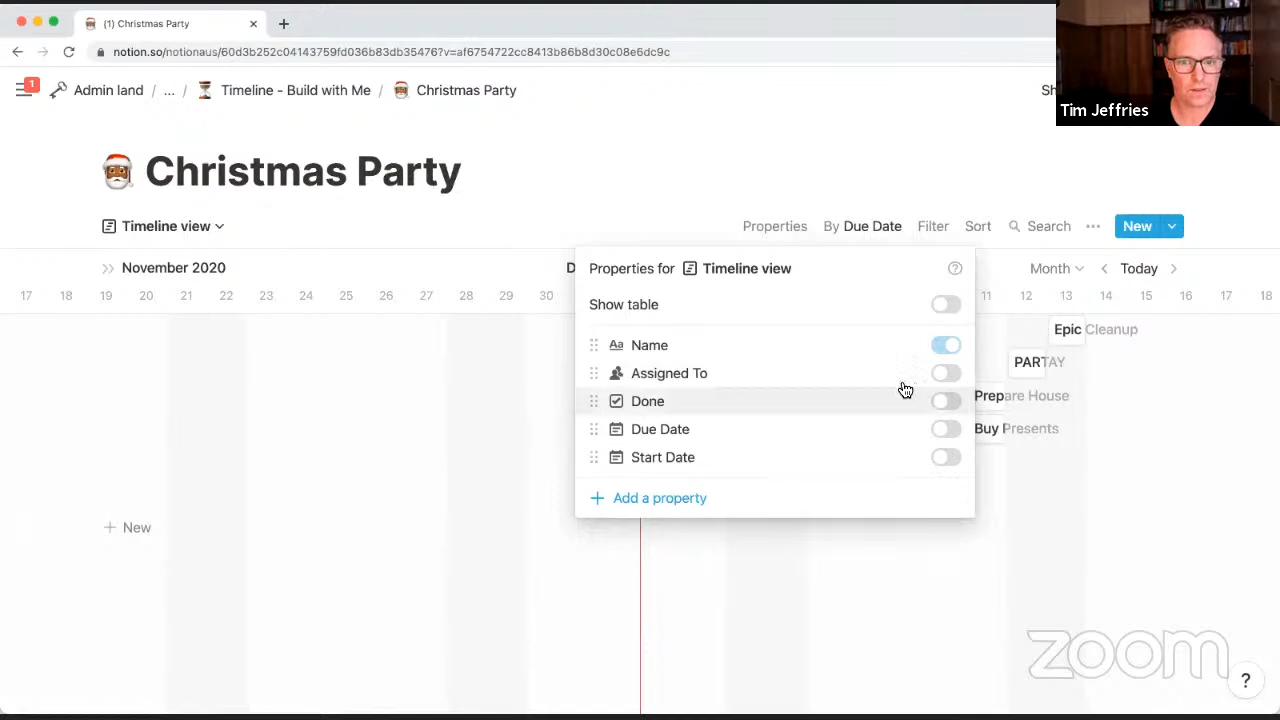 (1) Christmas Party
notion.so/notionaus/60d3b252c04143759fd036b83db35476?v=af6754722cc8413b86b8d30c08e6dc9c
Tim Jeffries
1
Admin land / ... / Timeline - Build with Me / Christmas Party
Sh
Christmas Party
Timeline view
Properties By Due Date Filter Sort Search ... New
November 2020
D
Month Today
17 18 19 20 21 22 23 24 25 26 27 28 29 30 11 12 13 14 15 16 17 18
Properties for Timeline view
?
Show table
Aa Name
Assigned To
Done
Due Date
Start Date
+ Add a property
Epic Cleanup
PARTAY
Prepare House
Buy Presents
+ New
zoom
?